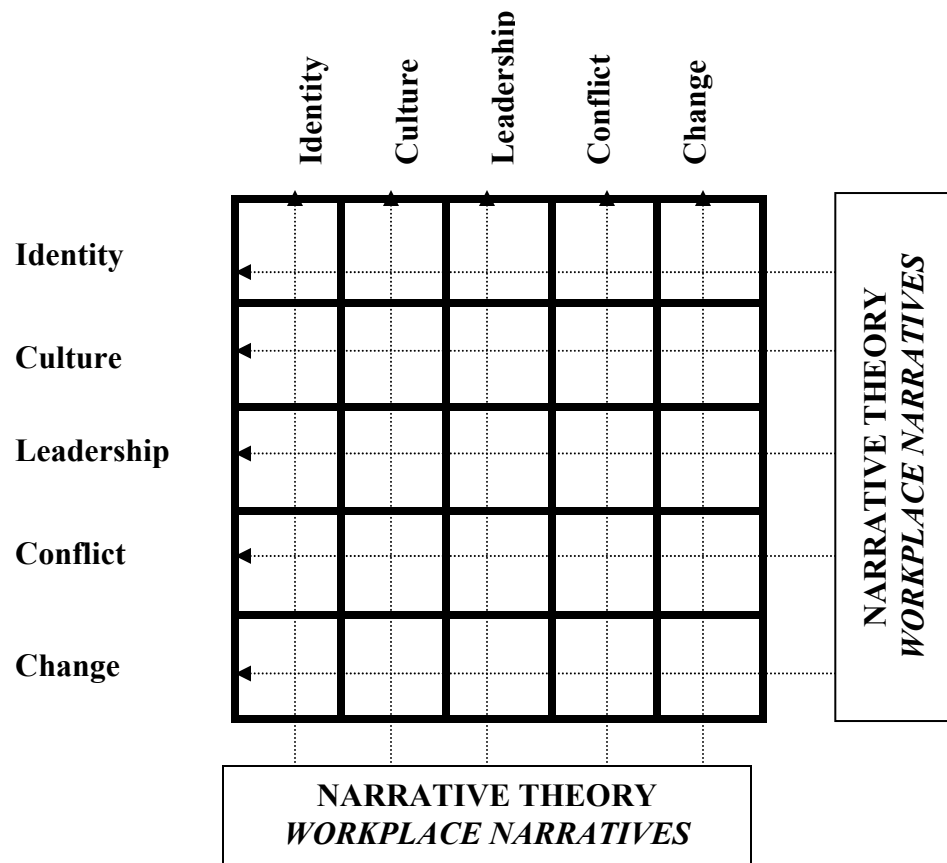 Identity
Culture
Leadership
Conflict
Change
Identity
Culture
Leadership
Conflict
Change
NARRATIVE THEORY
WORKPLACE NARRATIVES
NARRATIVE THEORY
WORKPLACE NARRATIVES